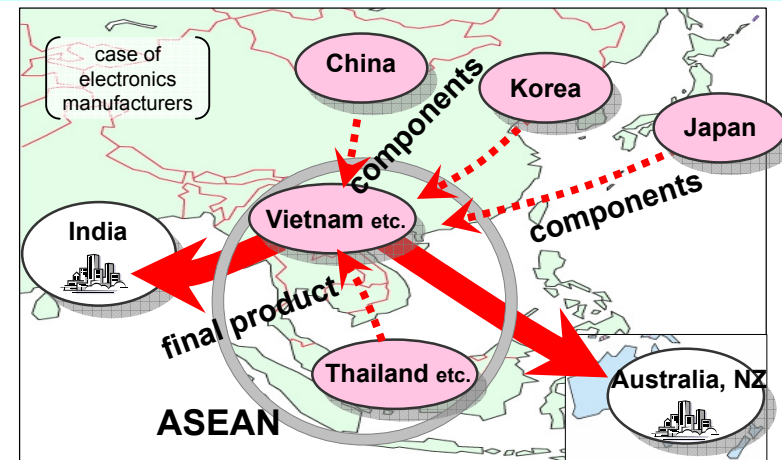 case of
electronics
manufacturers
China
Korea
Japan
components
components
Vietnam etc.
India
final product
Thailand etc.
Australia, NZ
ASEAN